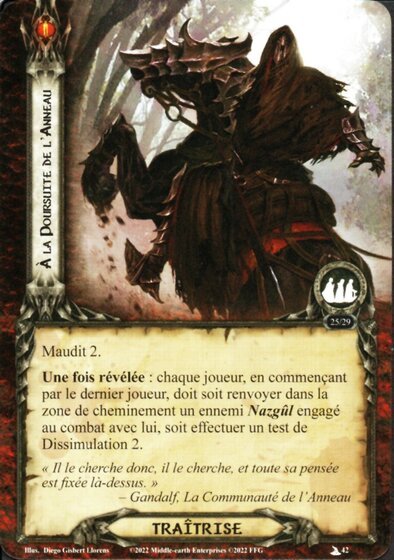 À LA POURSUITE DE L'ANNEAU
25/29
Maudit 2.
Une fois révélée : chaque joueur, en commençant
par le dernier joueur, doit soit renvoyer dans la
zone de cheminement un ennemi Nazgûl engagé
au combat avec lui, soit effectuer un test de
Dissimulation 2.
« Il le cherche donc, il le cherche, et toute sa pensée
est fixée là-dessus. »
– Gandalf, La Communauté de l'Anneau
TRAÎTRISE
Illus. Diego Gisbert Llorens ©2022 Middle-earth Enterprises ©2022 FFG 42